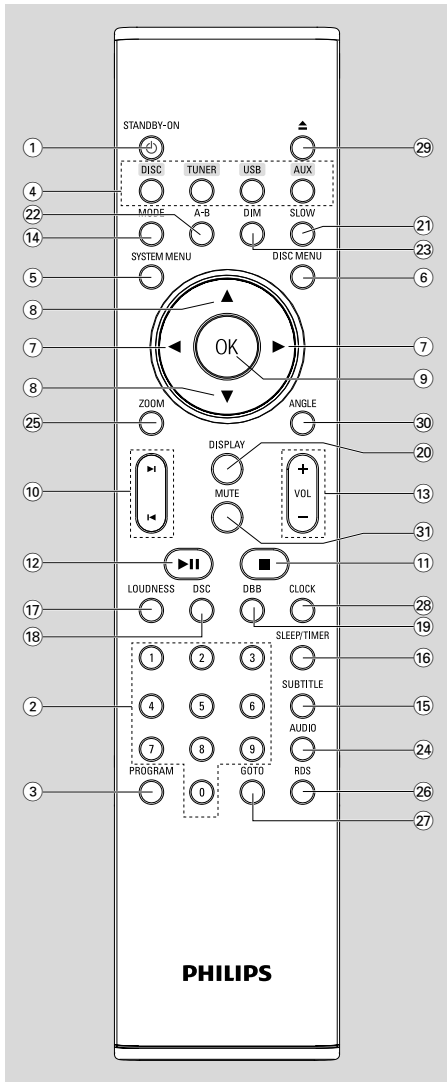 STANDBY-ON ⏏
1 29
DISC TUNER USB AUX
4
22 MODE A-B DIM SLOW 21
14 23
SYSTEM MENU DISC MENU
5 6
8 ▲
7 ◀ OK ▶ 7
8 ▼ 9
ZOOM ANGLE
25 30
DISPLAY
20
10 + VOL − 13
MUTE
31
12 11
LOUDNESS DSC DBB CLOCK
17 28
18 19
SLEEP/TIMER
1 2 3 16
SUBTITLE
2 4 5 6 15
AUDIO
7 8 9 24
PROGRAM GOTO RDS
3 0 26
27
PHILIPS